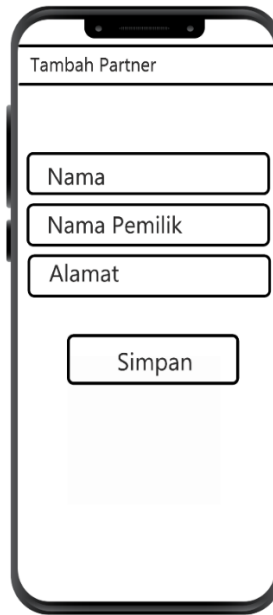 Tambah Partner
Nama
Nama Pemilik
Alamat
Simpan